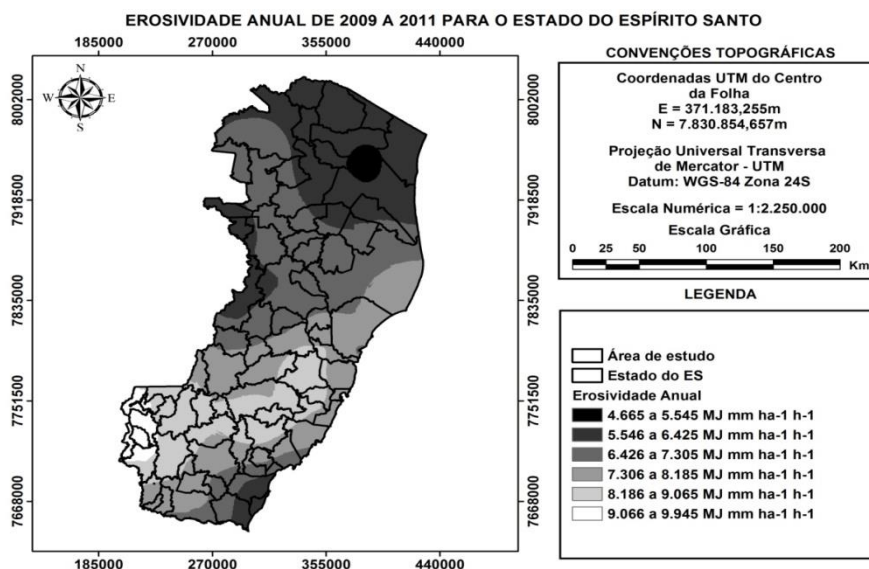 EROSIVIDADE ANUAL DE 2009 A 2011 PARA O ESTADO DO ESPÍRITO SANTO
185000 270000 355000 440000
N
W E
S
8002000
7918500
7835000
7751500
7668000
8002000
7918500
7835000
7751500
7668000
185000 270000 355000 440000
CONVENÇÕES TOPOGRÁFICAS
Coordenadas UTM do Centro
da Folha
E = 371.183,255m
N = 7.830.854,657m
Projeção Universal Transversa
de Mercator - UTM
Datum: WGS-84 Zona 24S
Escala Numérica = 1:2.250.000
Escala Gráfica
0 25 50 100 150 200
Km
LEGENDA
Área de estudo
Estado do ES
Erosividade Anual
4.665 a 5.545 MJ mm ha-1 h-1
5.546 a 6.425 MJ mm ha-1 h-1
6.426 a 7.305 MJ mm ha-1 h-1
7.306 a 8.185 MJ mm ha-1 h-1
8.186 a 9.065 MJ mm ha-1 h-1
9.066 a 9.945 MJ mm ha-1 h-1